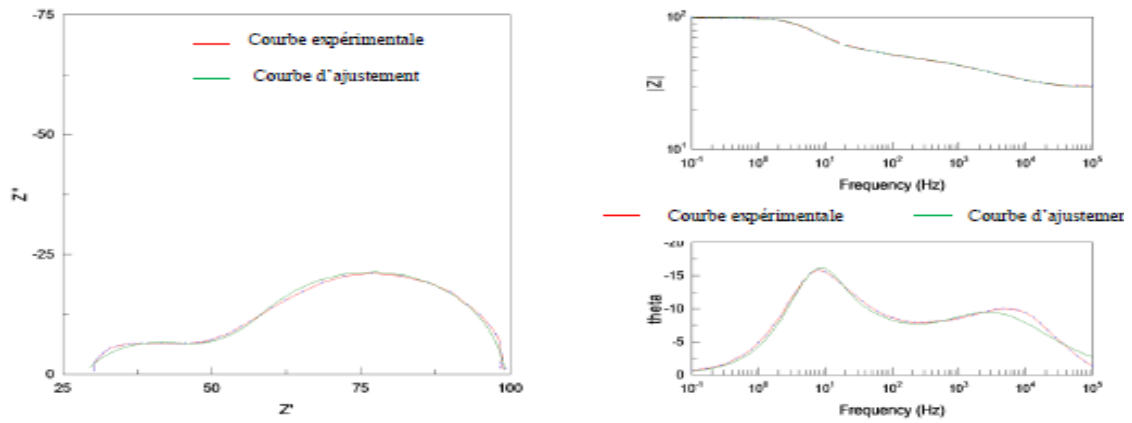 -75
Courbe expérimentale
Courbe d'ajustement
-50
Z"
-25
0
25
50
75
100
Z'
10²
|Z|
10¹
10⁻¹
10⁰
10¹
10²
10³
10⁴
10⁵
Frequency (Hz)
Courbe expérimentale
Courbe d'ajustemen
-20
-15
theta
-10
-5
0
10⁻¹
10⁰
10¹
10²
10³
10⁴
10⁵
Frequency (Hz)